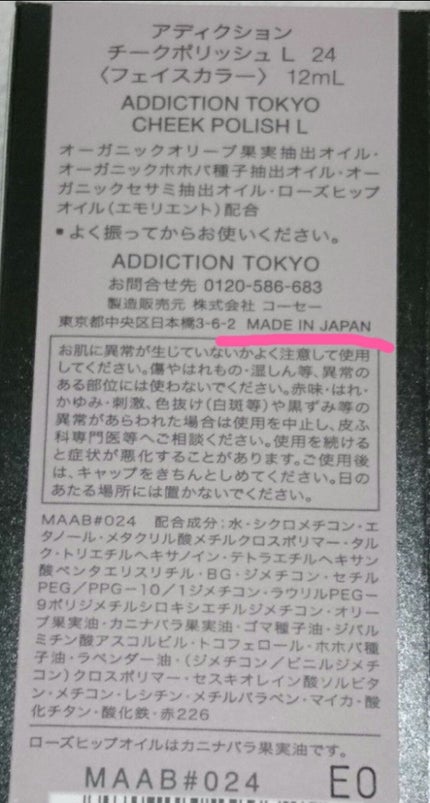 アディクション
チークポリッシュ L 24
〈フェイスカラー〉 12mL
ADDICTION TOKYO
CHEEK POLISH L
オーガニックオリーブ果実抽出オイル・
オーガニックホホバ種子抽出オイル・オー
ガニックセサミ抽出オイル・ローズヒップ
オイル(エモリエント)配合
▪よく振ってからお使いください。
ADDICTION TOKYO
お問合せ先 0120-586-683
製造販売元 株式会社 コーセー
東京都中央区日本橋3-6-2 MADE IN JAPAN
お肌に異常が生じていないかよく注意して使用
してください。傷やはれもの・湿しん等、異常の
ある部位には使わないでください。赤味・はれ・
かゆみ・刺激、色抜け(白斑等)や黒ずみ等の
異常があらわれた場合は使用を中止し、皮ふ
科専門医等へご相談ください。使用を続ける
と症状が悪化することがあります。ご使用後
は、キャップをきちんとしめてください。日の
あたる場所には置かないでください。
MAAB#024 配合成分:水・シクロメチコン・エ
タノール・メタクリル酸メチルクロスポリマー・タル
ク・トリエチルヘキサノイン・テトラエチルヘキサン
酸ペンタエリスリチル・BG・ジメチコン・セチル
PEG/PPG-10/1ジメチコン・ラウリルPEG-
9ポリジメチルシロキシエチルジメチコン・オリー
ブ果実油・カニナバラ果実油・ゴマ種子油・ジパル
ミチン酸アスコルビル・トコフェロール・ホホバ種
子油・ラベンダー油・(ジメチコン/ビニルジメチ
コン)クロスポリマー・セスキオレイン酸ソルビタ
ン・メチコン・レシチン・メチルパラベン・マイカ・酸
化チタン・酸化鉄・赤226
ローズヒップオイルはカニナバラ果実油です。
MAAB#024 E0